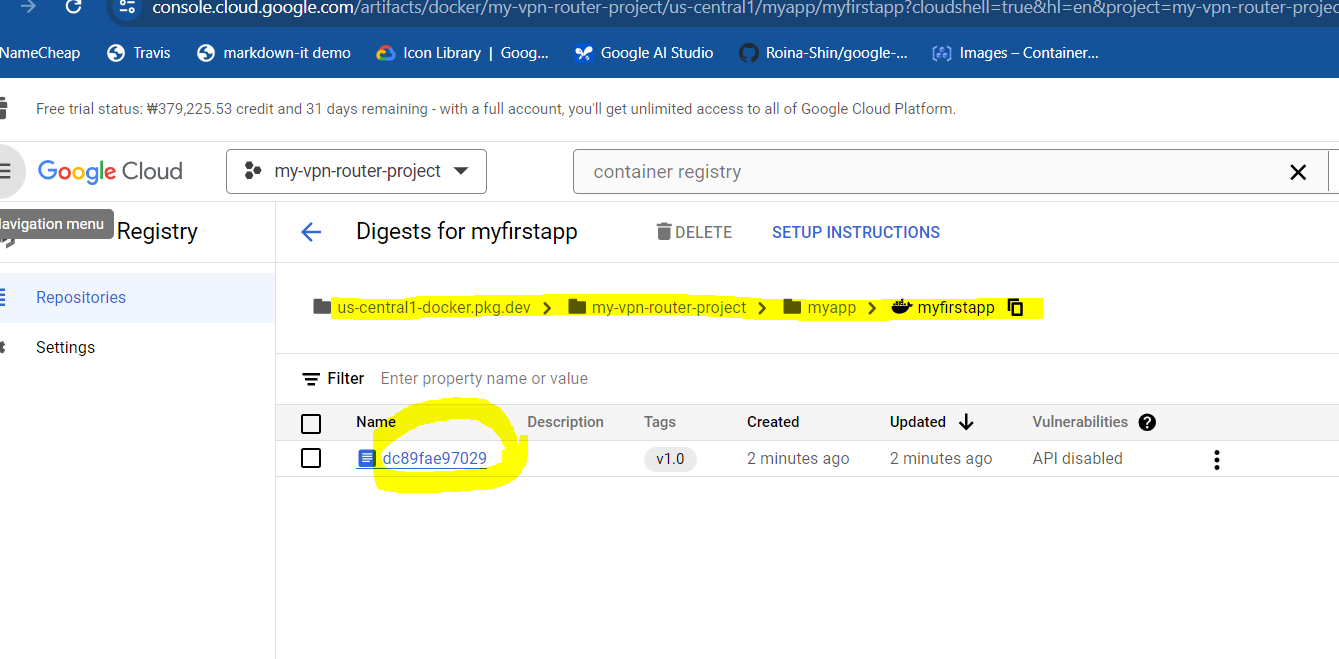 console.cloud.google.com/artifacts/docker/my-vpn-router-project/us-central1/myapp/myfirstapp?cloudshell=true&hl=en&project=my-vpn-router-projec
NameCheap Travis markdown-it demo Icon Library | Goog... Google AI Studio Roina-Shin/google-... Images – Container...
Free trial status: ₩379,225.53 credit and 31 days remaining - with a full account, you'll get unlimited access to all of Google Cloud Platform.
Google Cloud my-vpn-router-project container registry
avigation menu Registry Digests for myfirstapp DELETE SETUP INSTRUCTIONS
Repositories us-central1-docker.pkg.dev my-vpn-router-project myapp myfirstapp
Settings
Filter Enter property name or value
Name Description Tags Created Updated Vulnerabilities
dc89fae97029 v1.0 2 minutes ago 2 minutes ago API disabled